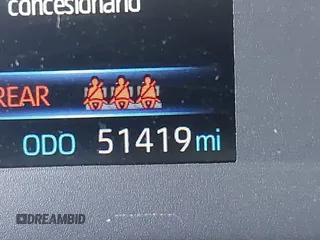 concesionario
REAR
ODO 51419 mi
DREAMBID